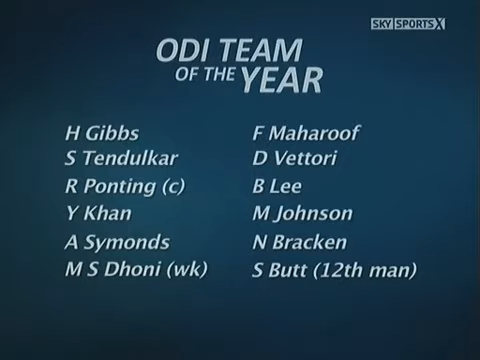 SKY SPORTS X
ODI TEAM
OF THE YEAR
H Gibbs
S Tendulkar
R Ponting (c)
Y Khan
A Symonds
M S Dhoni (wk)
F Maharoof
D Vettori
B Lee
M Johnson
N Bracken
S Butt (12th man)